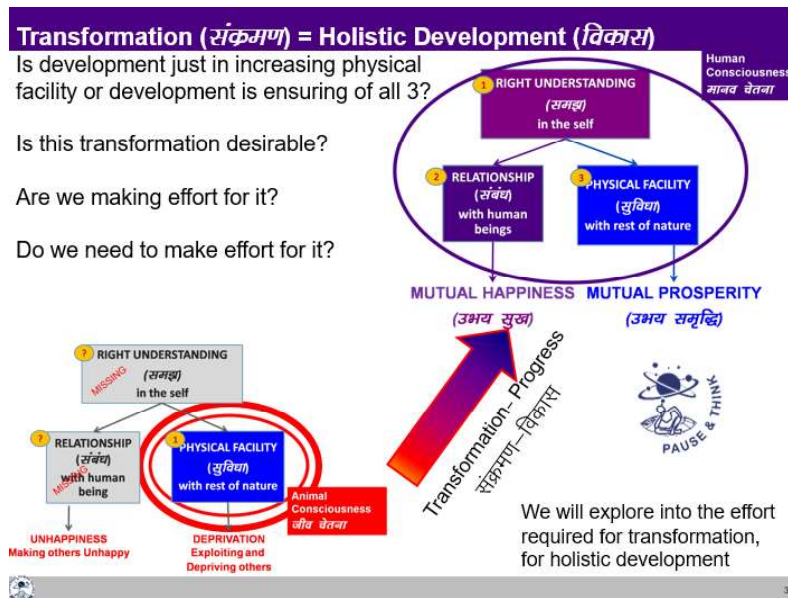 Transformation (संक्रमण) = Holistic Development (विकास)
Is development just in increasing physical
facility or development is ensuring of all 3?
Is this transformation desirable?
Are we making effort for it?
Do we need to make effort for it?
Human
Consciousness
मानव चेतना
1
RIGHT UNDERSTANDING
(समझ)
in the self
2
RELATIONSHIP
(संबंध)
with human
beings
3
PHYSICAL FACILITY
(सुविधा)
with rest of nature
MUTUAL HAPPINESS
(उभय सुख)
MUTUAL PROSPERITY
(उभय समृद्धि)
?
RIGHT UNDERSTANDING
MISSING
(समझ)
in the self
?
RELATIONSHIP
(संबंध)
MISSING
with human
being
1
PHYSICAL FACILITY
(सुविधा)
with rest of nature
Animal
Consciousness
जीव चेतना
UNHAPPINESS
Making others Unhappy
DEPRIVATION
Exploiting and
Depriving others
Transformation– Progress
संक्रमण–विकास
PAUSE & THINK
We will explore into the effort
required for transformation,
for holistic development
3